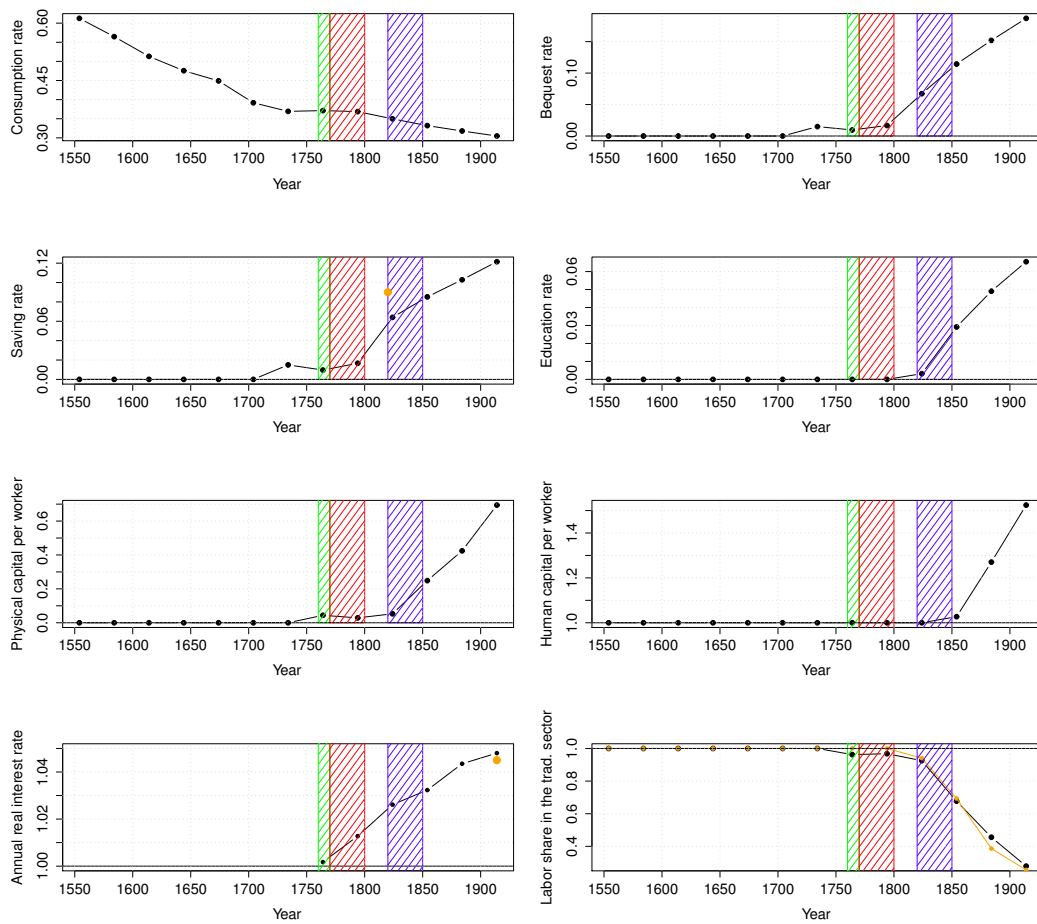 Consumption rate
0.30 0.45 0.60
1550 1600 1650 1700 1750 1800 1850 1900
Year
Bequest rate
0.00 0.10
1550 1600 1650 1700 1750 1800 1850 1900
Year
Saving rate
0.00 0.06 0.12
1550 1600 1650 1700 1750 1800 1850 1900
Year
Education rate
0.00 0.03 0.06
1550 1600 1650 1700 1750 1800 1850 1900
Year
Physical capital per worker
0.0 0.2 0.4 0.6
1550 1600 1650 1700 1750 1800 1850 1900
Year
Human capital per worker
1.0 1.2 1.4
1550 1600 1650 1700 1750 1800 1850 1900
Year
Annual real interest rate
1.00 1.02 1.04
1550 1600 1650 1700 1750 1800 1850 1900
Year
Labor share in the trad. sector
0.4 0.6 0.8 1.0
1550 1600 1650 1700 1750 1800 1850 1900
Year